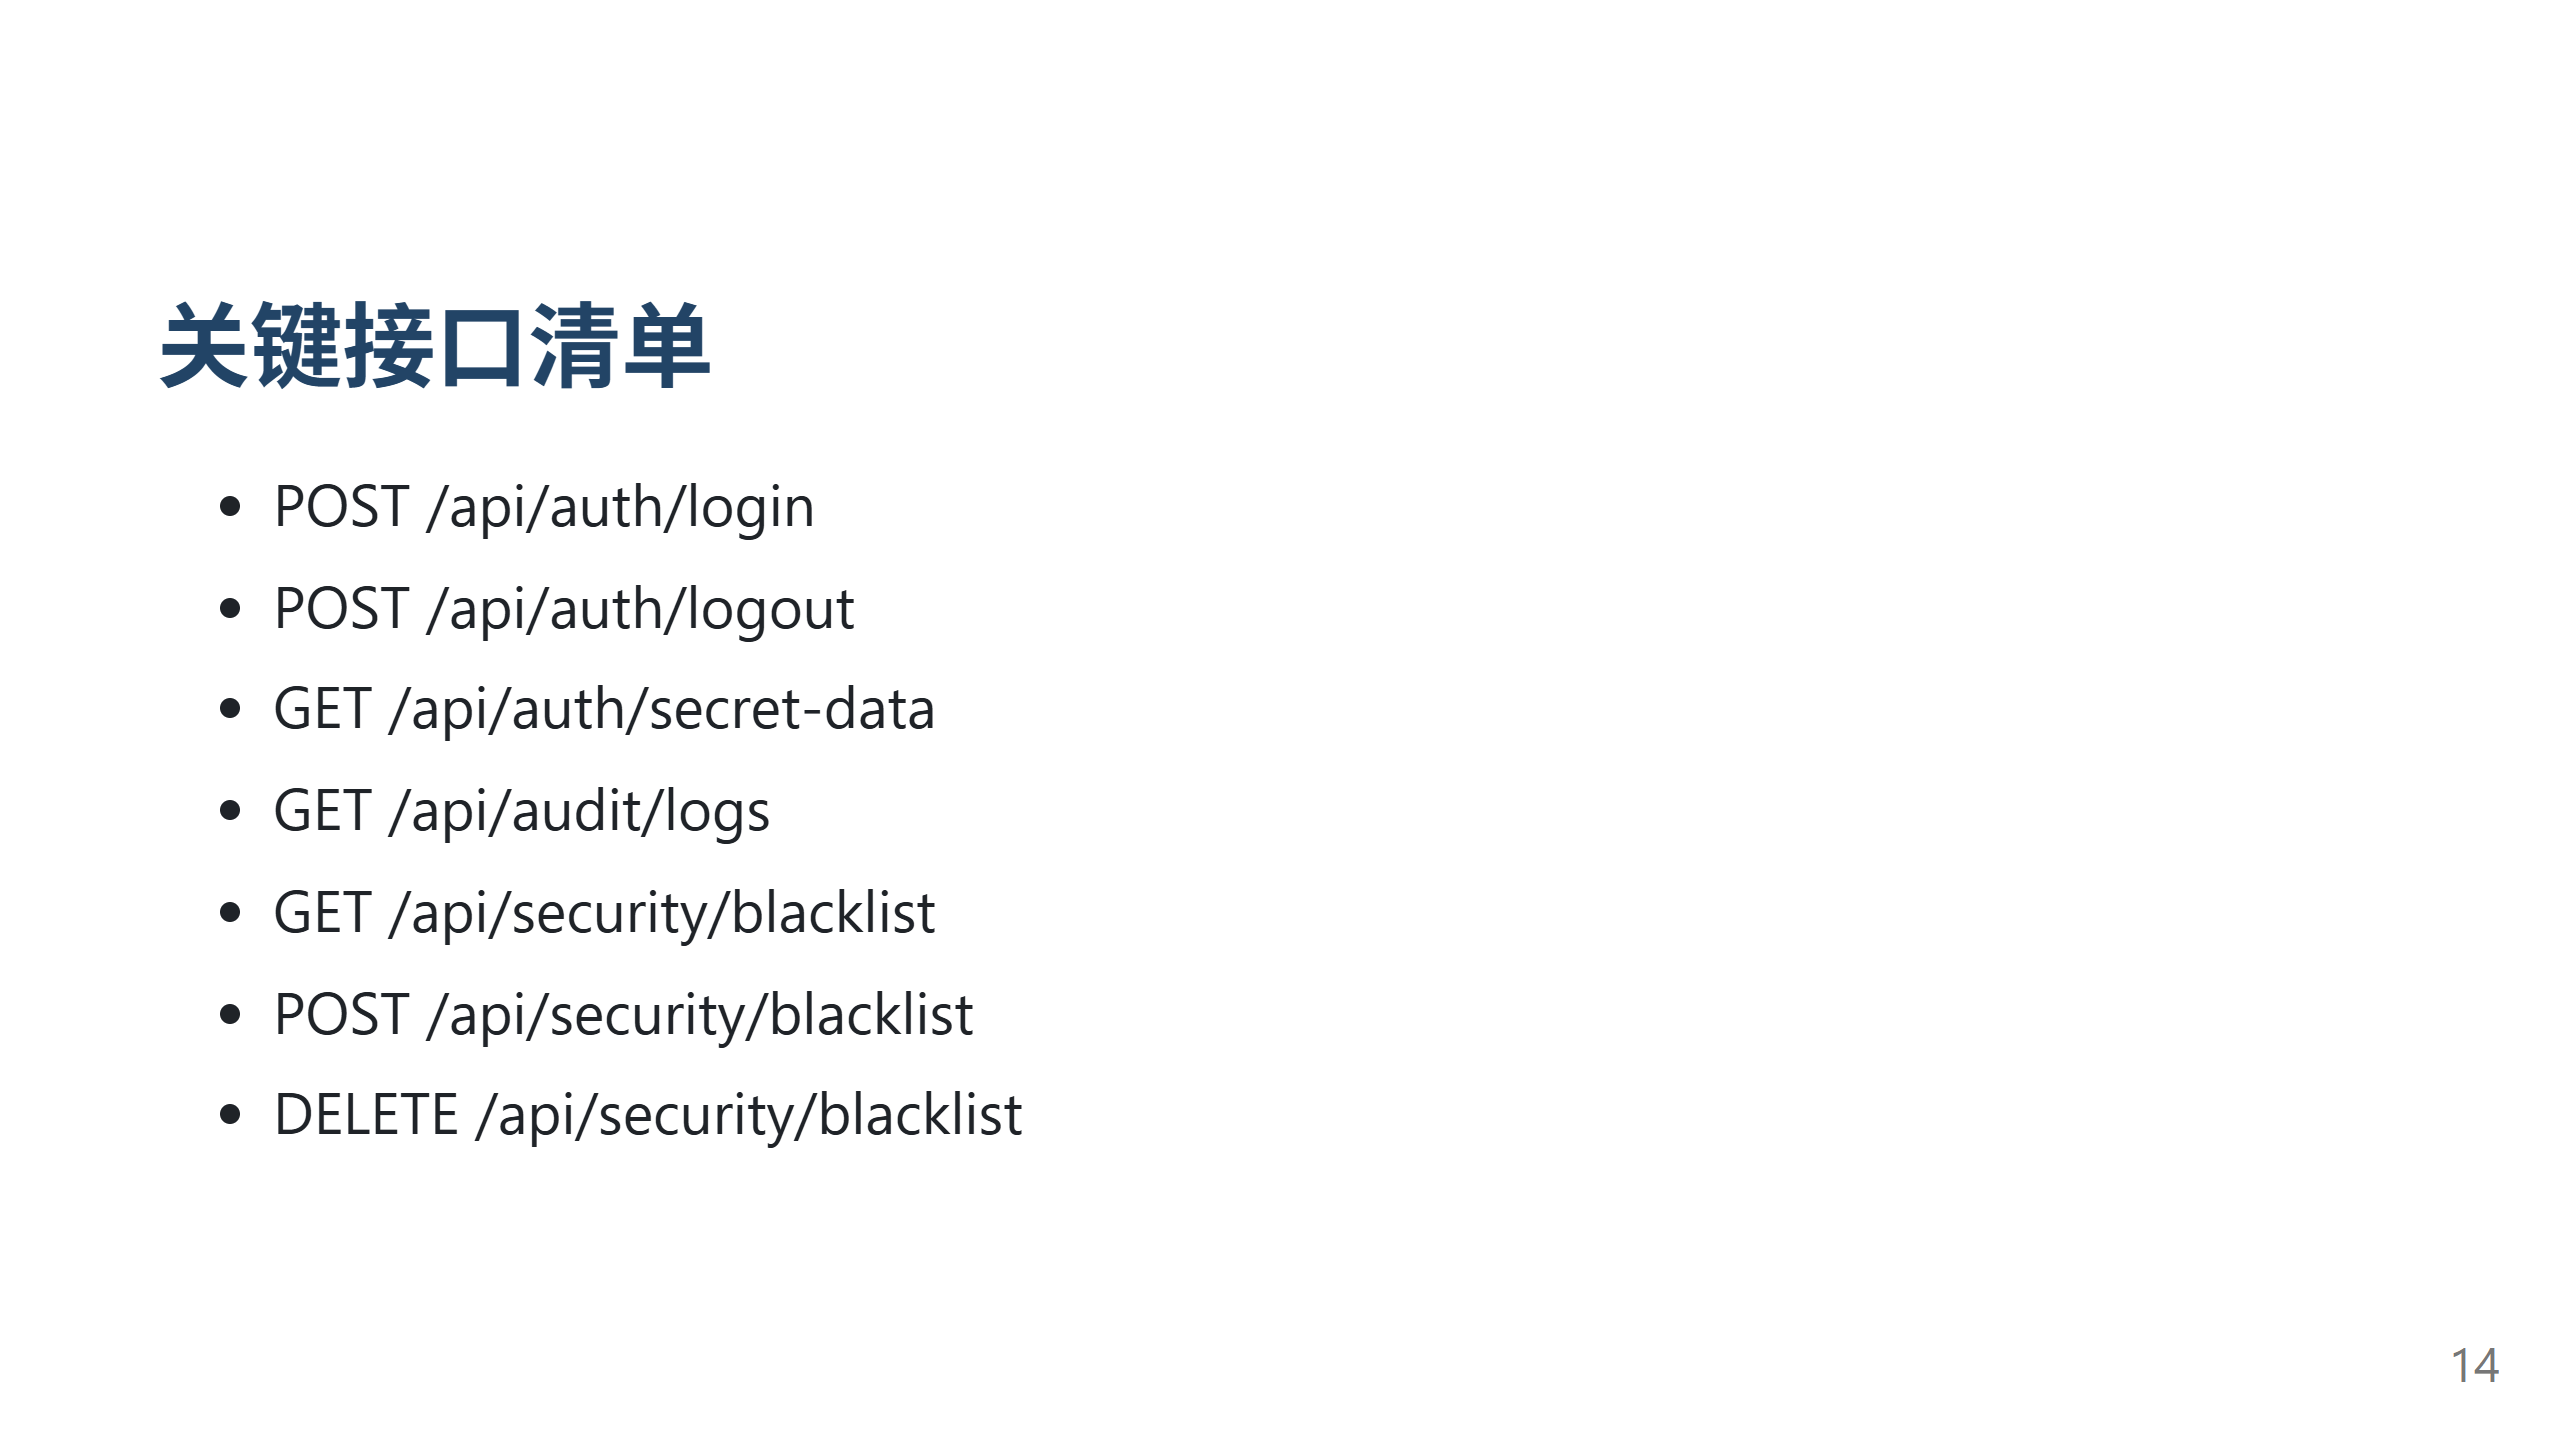 关键接口清单
POST /api/auth/login
POST /api/auth/logout
GET /api/auth/secret-data
GET /api/audit/logs
GET /api/security/blacklist
POST /api/security/blacklist
DELETE /api/security/blacklist
14